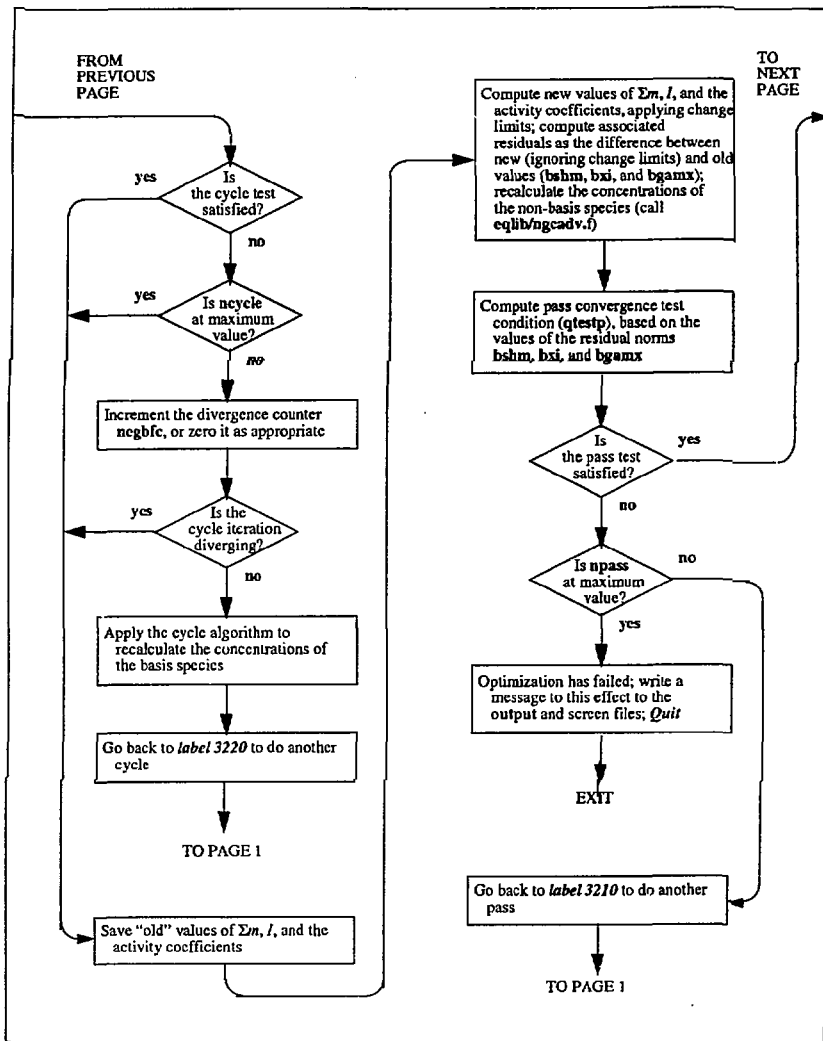 FROM
PREVIOUS
PAGE
Is
the cycle test
satisfied?
yes
no
Is ncycle
at maximum
value?
yes
no
Increment the divergence counter
negbfc, or zero it as appropriate
Is the
cycle iteration
diverging?
yes
no
Apply the cycle algorithm to
recalculate the concentrations of
the basis species
Go back to label 3220 to do another
cycle
TO PAGE 1
Save "old" values of Σm, I, and the
activity coefficients
Compute new values of Σm, I, and the
activity coefficients, applying change
limits; compute associated
residuals as the difference between
new (ignoring change limits) and old
values (bshm, bxi, and bgamx);
recalculate the concentrations of
the non-basis species (call
eqlib/ngcadv.f)
Compute pass convergence test
condition (qtestp), based on the
values of the residual norms
bshm, bxi, and bgamx
Is
the pass test
satisfied?
yes
no
Is npass
at maximum
value?
no
yes
Optimization has failed; write a
message to this effect to the
output and screen files; Quit
EXIT
Go back to label 3210 to do another
pass
TO PAGE 1
TO
NEXT
PAGE